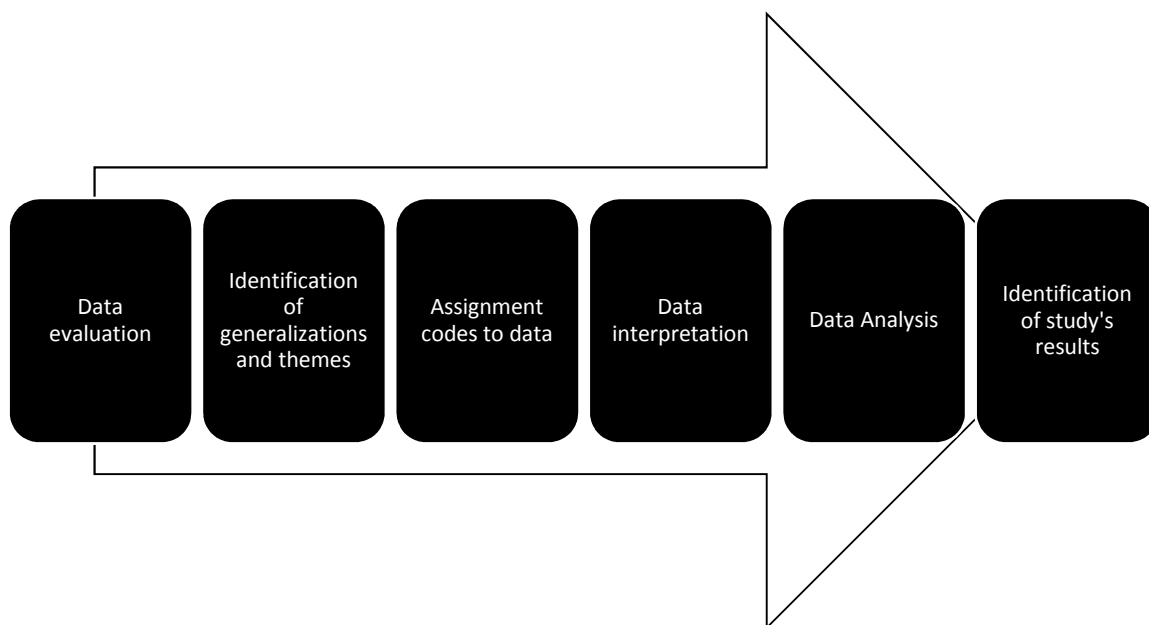 Data
evaluation
Identification
of
generalizations
and themes
Assignment
codes to data
Data
interpretation
Data Analysis
Identification
of study's
results